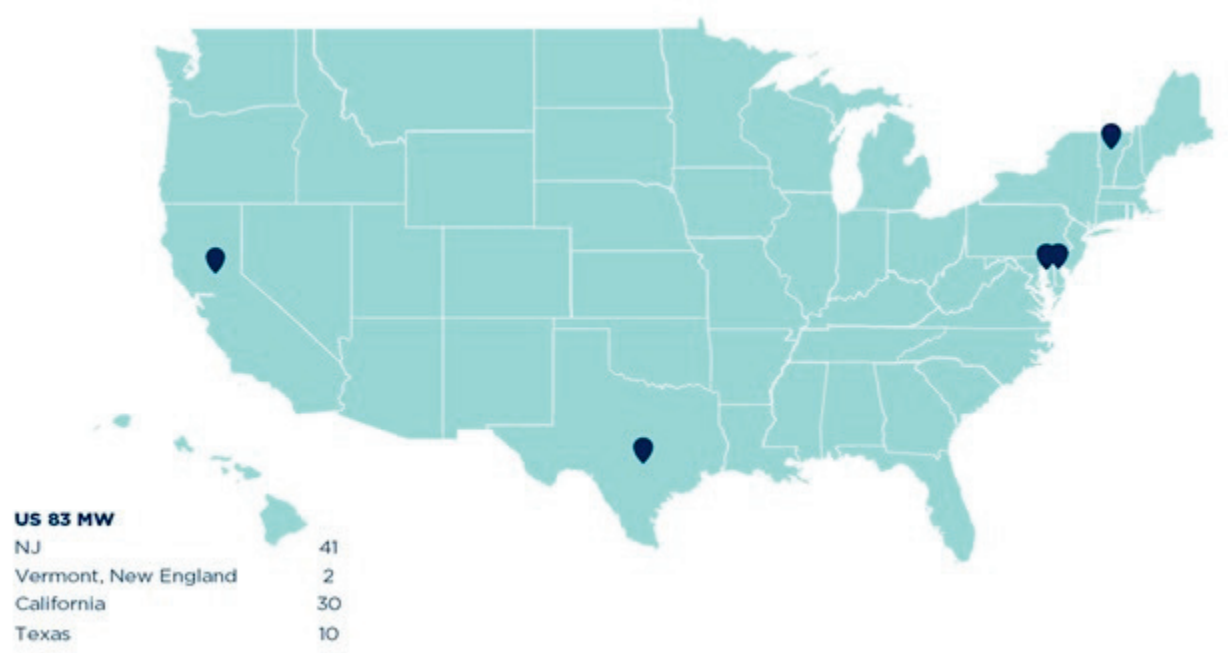 US 83 MW
NJ 41
Vermont, New England 2
California 30
Texas 10